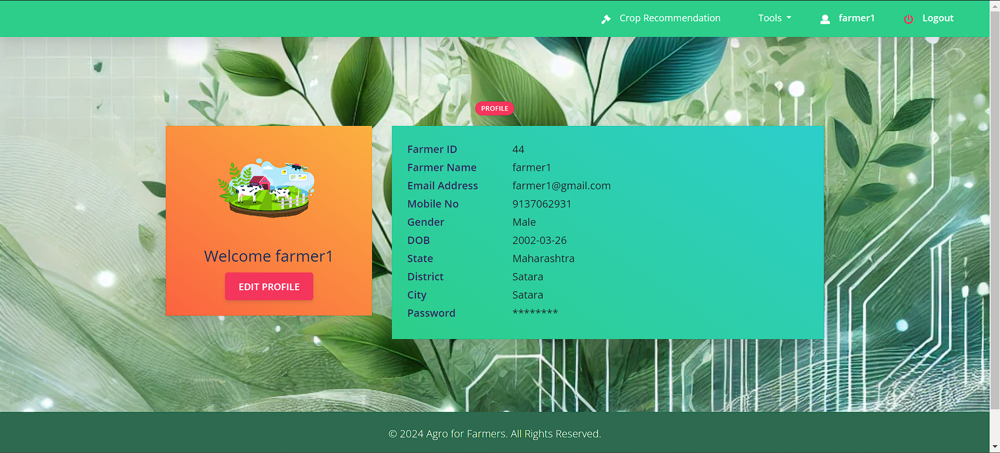 Crop Recommendation Tools farmer1 Logout
PROFILE
Welcome farmer1
EDIT PROFILE
Farmer ID 44
Farmer Name farmer1
Email Address farmer1@gmail.com
Mobile No 9137062931
Gender Male
DOB 2002-03-26
State Maharashtra
District Satara
City Satara
Password ********
© 2024 Agro for Farmers. All Rights Reserved.